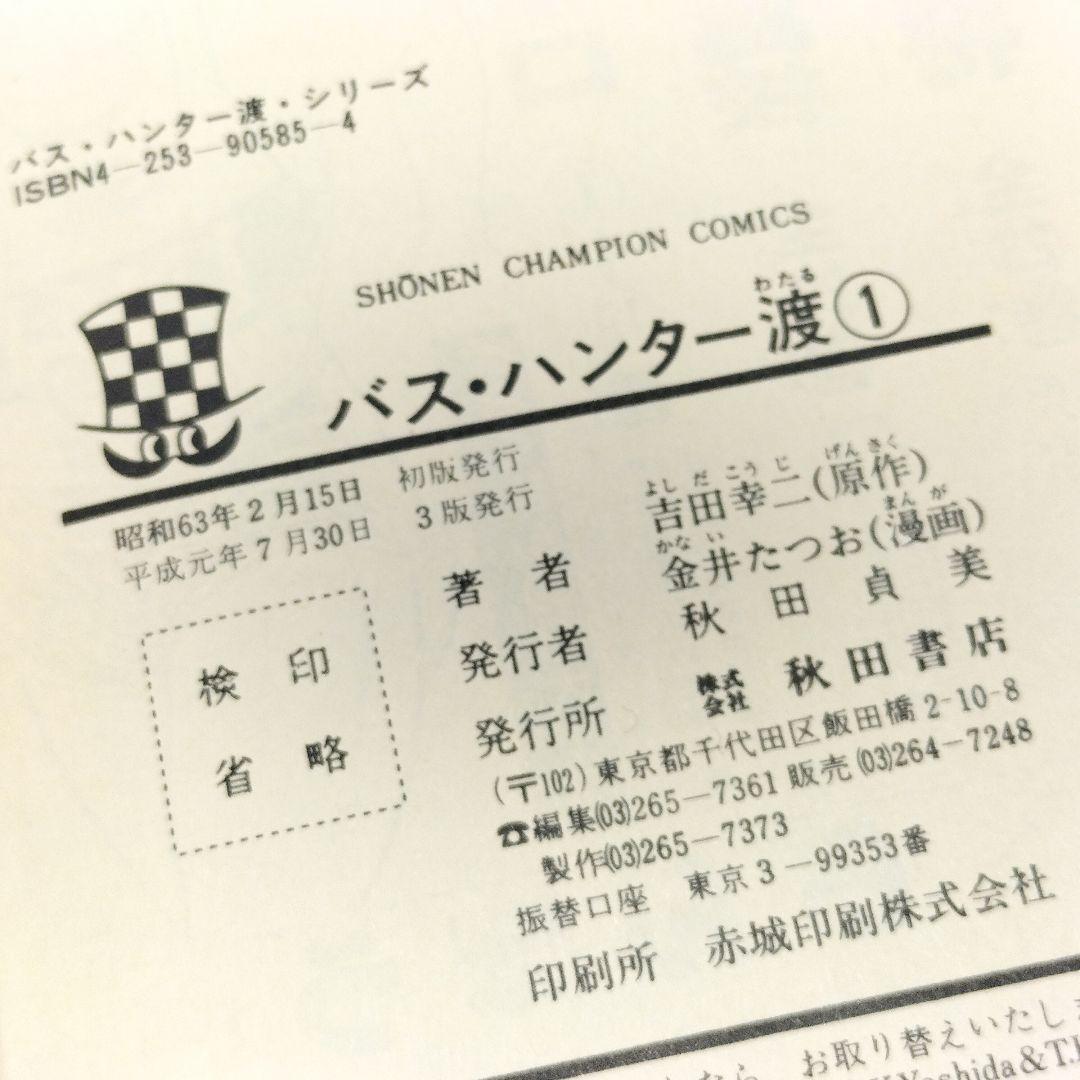 バス・ハンター渡・シリーズ
ISBN4―253―90585―4
SHŌNEN CHAMPION COMICS
わたる
バス・ハンター渡①
昭和63年2月15日 初版発行
平成元年7月30日 3版発行
検印
省略
よしだこうじ げんさく
著者 吉田幸二(原作)
かない まんが
金井たつお(漫画)
発行者 秋田貞美
発行所 株式会社 秋田書店
(〒102)東京都千代田区飯田橋2-10-8
☎編集(03)265―7361 販売(03)264―7248
製作(03)265―7373
振替口座 東京3―99353番
印刷所 赤城印刷株式会社
お取り替えいたしま
Yoshida&T.